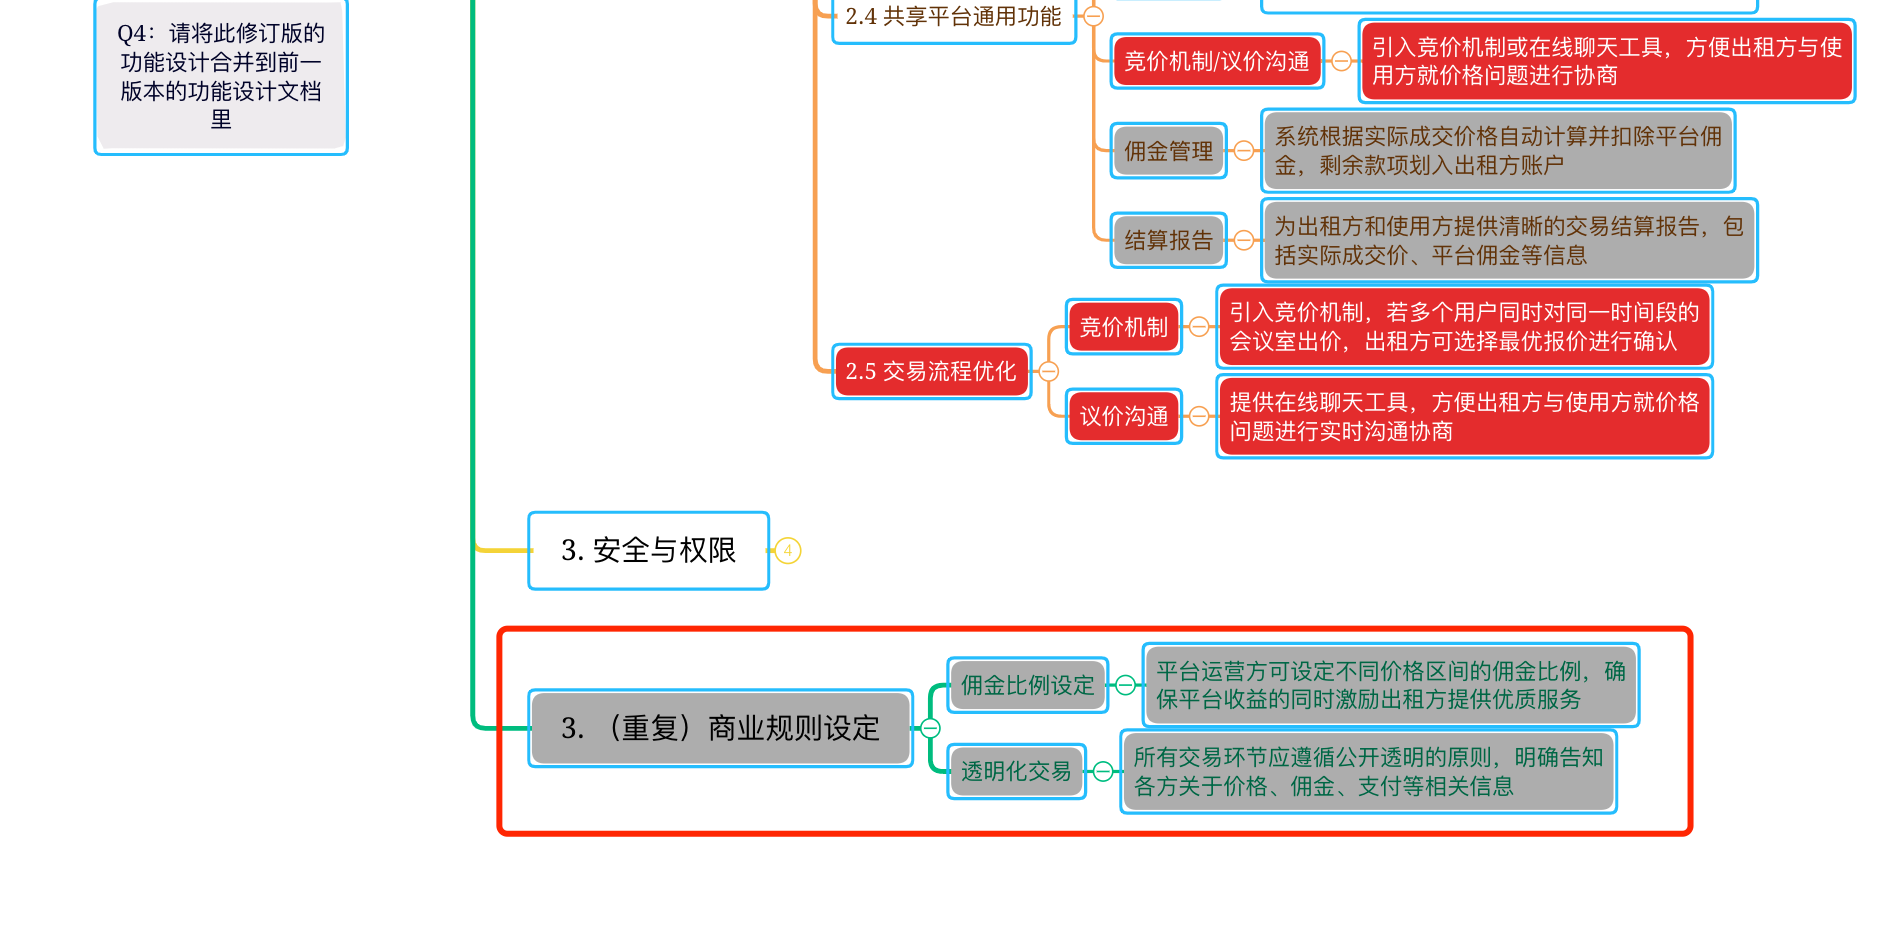 Q4：请将此修订版的
功能设计合并到前一
版本的功能设计文档
里
2.4 共享平台通用功能
竞价机制/议价沟通
引入竞价机制或在线聊天工具，方便出租方与使
用方就价格问题进行协商
佣金管理
系统根据实际成交价格自动计算并扣除平台佣
金，剩余款项划入出租方账户
结算报告
为出租方和使用方提供清晰的交易结算报告，包
括实际成交价、平台佣金等信息
2.5 交易流程优化
竞价机制
引入竞价机制，若多个用户同时对同一时间段的
会议室出价，出租方可选择最优报价进行确认
议价沟通
提供在线聊天工具，方便出租方与使用方就价格
问题进行实时沟通协商
3. 安全与权限
4
3. （重复）商业规则设定
佣金比例设定
平台运营方可设定不同价格区间的佣金比例，确
保平台收益的同时激励出租方提供优质服务
透明化交易
所有交易环节应遵循公开透明的原则，明确告知
各方关于价格、佣金、支付等相关信息